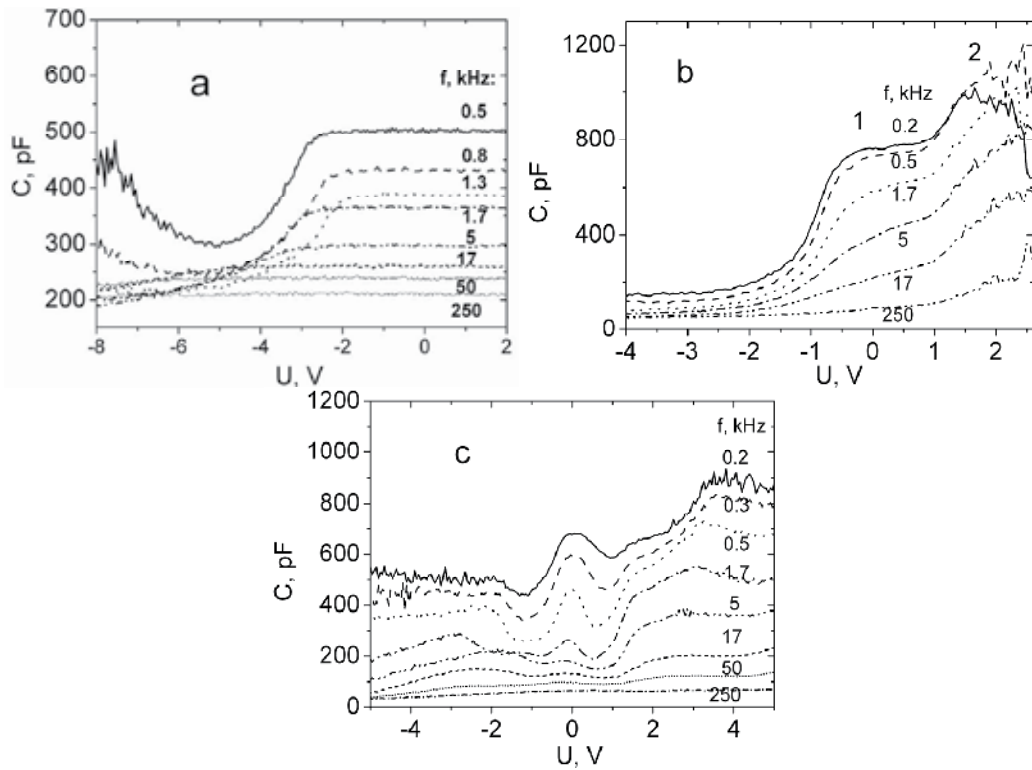 700
600
500
400
300
200
C, pF
a
f, kHz:
0.5
0.8
1.3
1.7
5
17
50
250
-8 -6 -4 -2 0 2
U, V
1200
800
400
0
C, pF
b
2
f, kHz
1 0.2
0.5
1.7
5
17
250
-4 -3 -2 -1 0 1 2
U, V
1200
1000
800
600
400
200
0
C, pF
c
f, kHz
0.2
0.3
0.5
1.7
5
17
50
250
-4 -2 0 2 4
U, V